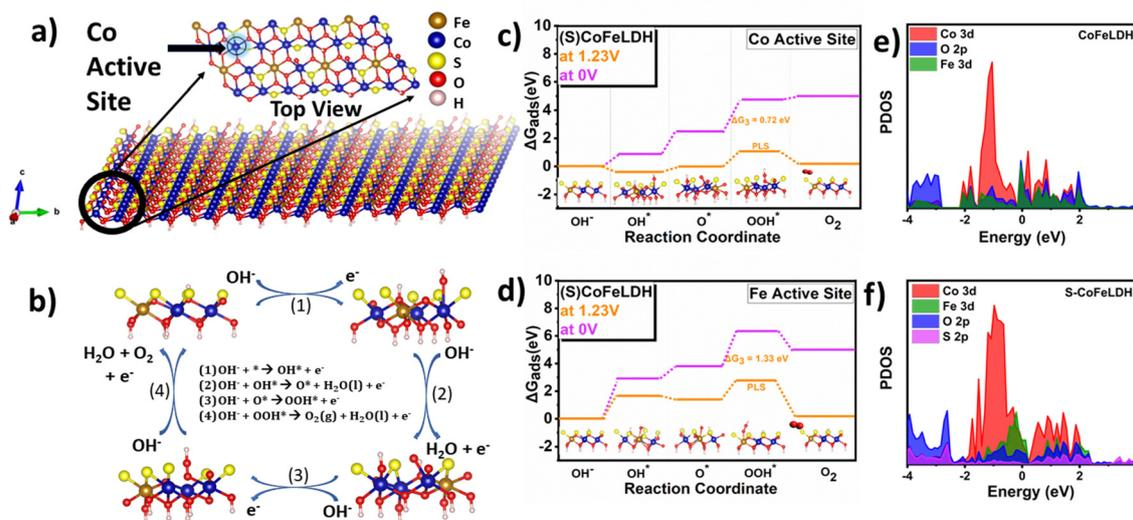 a)
Co
Active
Site
Top View
Fe
Co
S
O
H
c
b
a
b)
OH⁻
e⁻
(1)
OH⁻
H₂O + O₂
+ e⁻
(4)
(1) OH⁻ + * → OH* + e⁻
(2) OH⁻ + OH* → O* + H₂O(l) + e⁻
(3) OH⁻ + O* → OOH* + e⁻
(4) OH⁻ + OOH* → O₂(g) + H₂O(l) + e⁻
(2)
OH⁻
H₂O + e⁻
(3)
e⁻
OH⁻
c)
(S)CoFeLDH
at 1.23V
at 0V
Co Active Site
ΔG₃ = 0.72 eV
PLS
ΔGads(eV)
10
8
6
4
2
0
-2
OH⁻
OH*
O*
OOH*
O₂
Reaction Coordinate
d)
(S)CoFeLDH
at 1.23V
at 0V
Fe Active Site
ΔG₃ = 1.33 eV
PLS
ΔGads(eV)
10
8
6
4
2
0
-2
OH⁻
OH*
O*
OOH*
O₂
Reaction Coordinate
e)
Co 3d
O 2p
Fe 3d
CoFeLDH
PDOS
-4
-2
0
2
4
Energy (eV)
f)
Co 3d
Fe 3d
O 2p
S 2p
S-CoFeLDH
PDOS
-4
-2
0
2
4
Energy (eV)